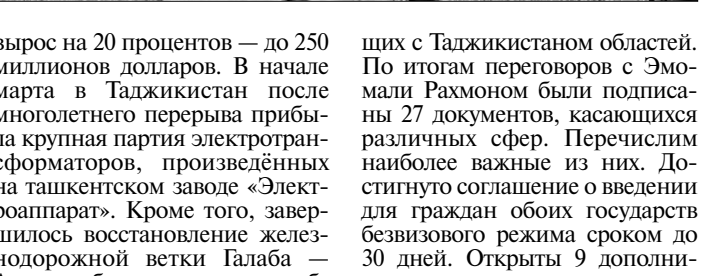 вырос на 20 процентов — до 250
миллионов долларов. В начале
марта в Таджикистан после
многолетнего перерыва прибы-
ла крупная партия электротран-
сформаторов, произведённых
на ташкентском заводе «Элект-
роаппарат». Кроме того, завер-
шилось восстановление желез-
нодорожной ветки Галаба —
щих с Таджикистаном областей.
По итогам переговоров с Эмо-
мали Рахмоном были подписа-
ны 27 документов, касающихся
различных сфер. Перечислим
наиболее важные из них. До-
стигнуто соглашение о введении
для граждан обоих государств
безвизового режима сроком до
30 дней. Открыты 9 дополни-